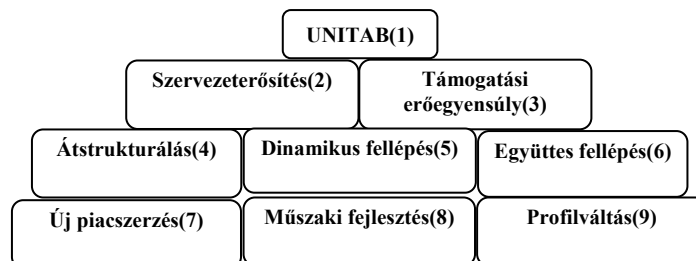 UNITAB(1)
Szervezeterősítés(2)
Támogatási
erőegyensúly(3)
Átstrukturálás(4)
Dinamikus fellépés(5)
Együttes fellépés(6)
Új piacszerzés(7)
Műszaki fejlesztés(8)
Profilváltás(9)